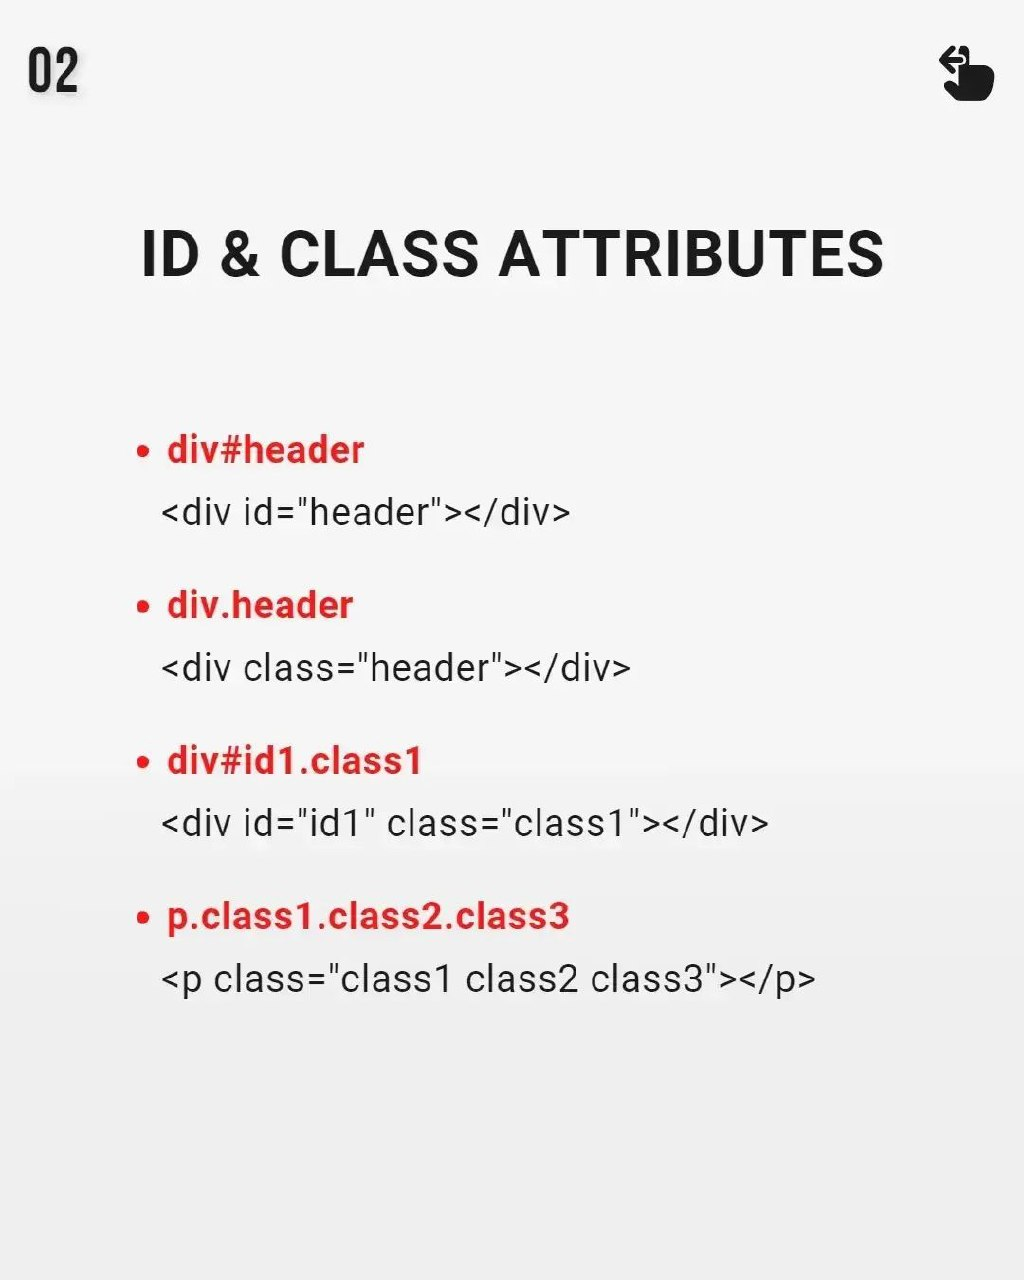 02
ID & CLASS ATTRIBUTES
• div#header
<div id="header"></div>
• div.header
<div class="header"></div>
• div#id1.class1
<div id="id1" class="class1"></div>
• p.class1.class2.class3
<p class="class1 class2 class3"></p>